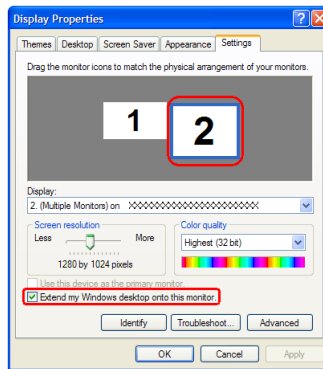 Display Properties
Themes Desktop Screen Saver Appearance Settings
Drag the monitor icons to match the physical arrangement of your monitors.
1
2
Display:
2. (Multiple Monitors) on XXXXXXXXXXXXXXXXXXXX
Screen resolution
Color quality
Less More
Highest (32 bit)
1280 by 1024 pixels
Use this device as the primary monitor.
Extend my Windows desktop onto this monitor.
Identify Troubleshoot... Advanced
OK Cancel Apply